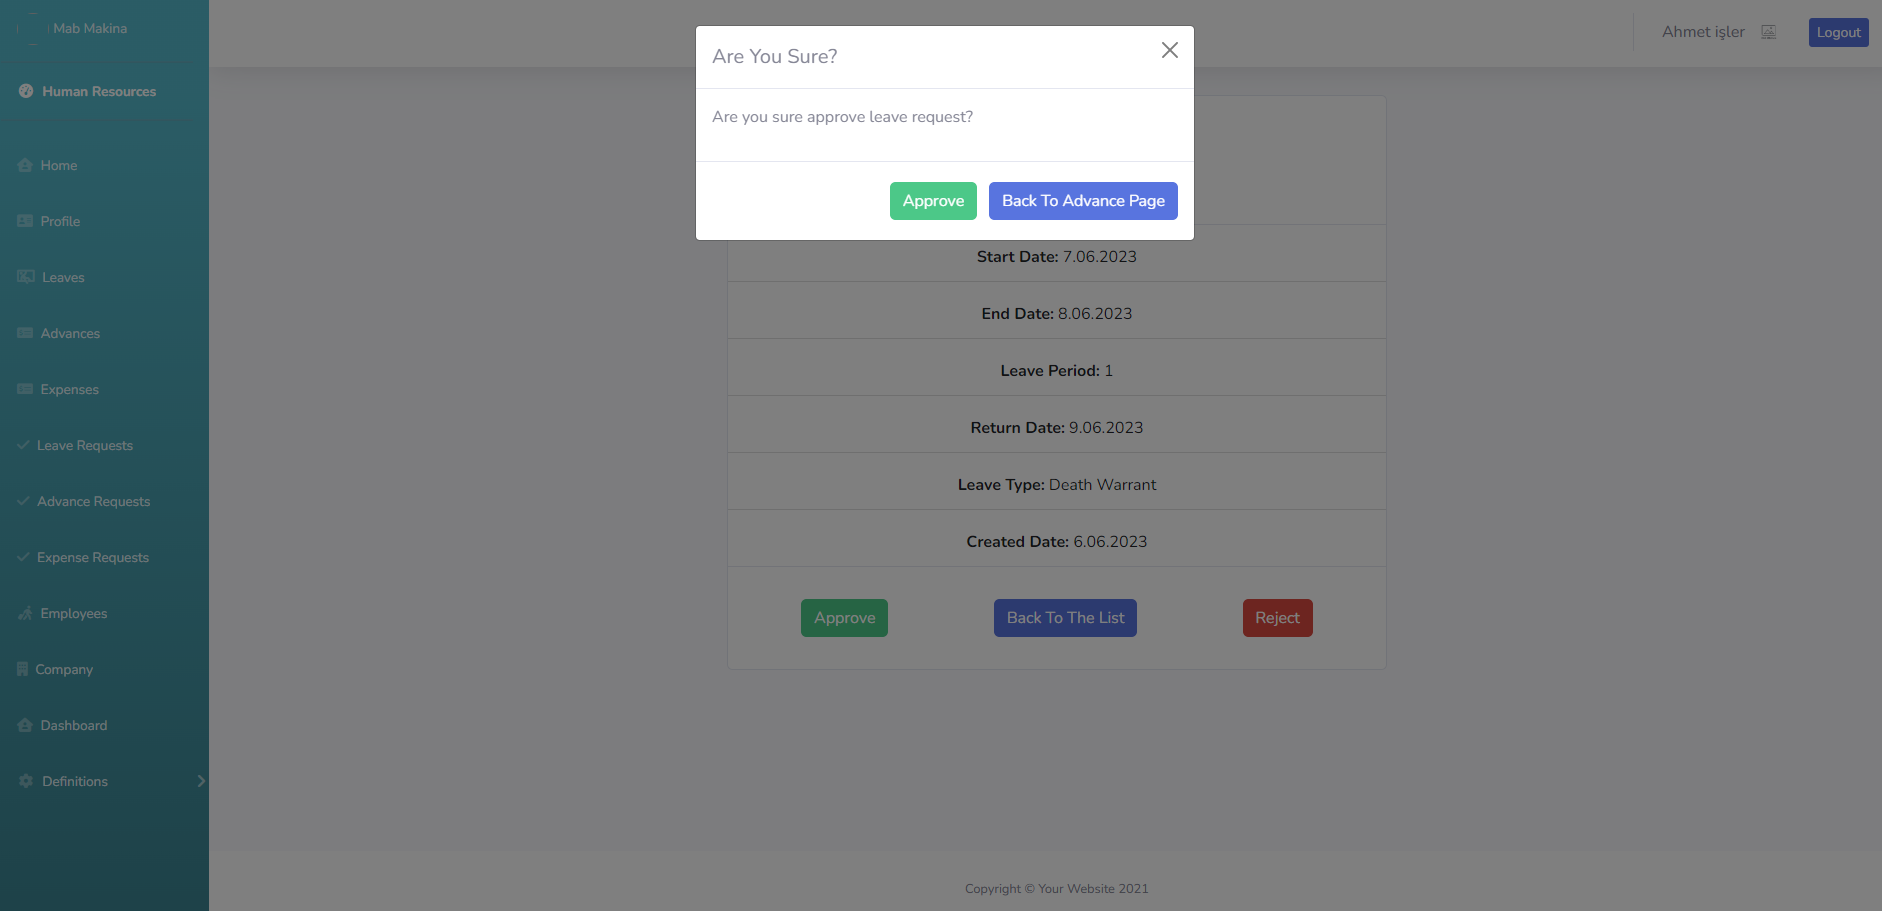 Mab Makina
Human Resources
Home
Profile
Leaves
Advances
Expenses
Leave Requests
Advance Requests
Expense Requests
Employees
Company
Dashboard
Definitions
Ahmet işler
Logout
Are You Sure?
Are you sure approve leave request?
Approve
Back To Advance Page
Start Date: 7.06.2023
End Date: 8.06.2023
Leave Period: 1
Return Date: 9.06.2023
Leave Type: Death Warrant
Created Date: 6.06.2023
Approve
Back To The List
Reject
Copyright © Your Website 2021